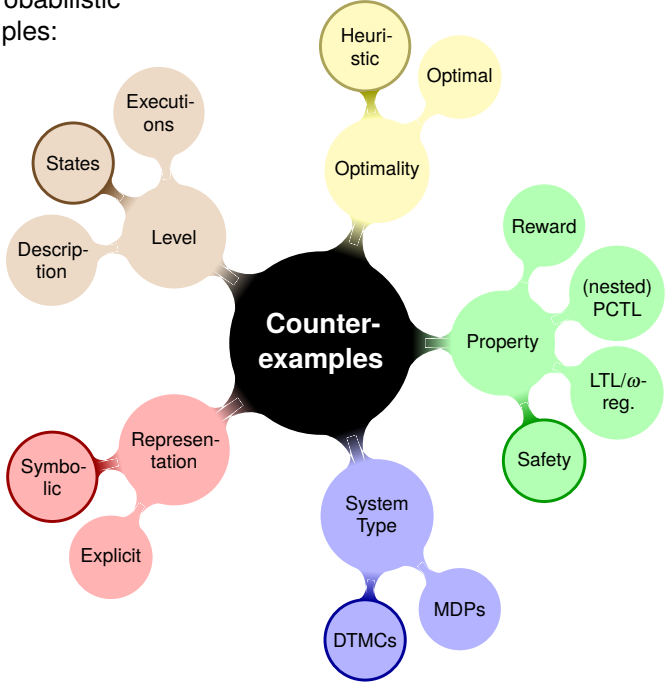 obabilistic
ples:
Heuri-
stic
Optimal
Optimality
Executi-
ons
States
Level
Descrip-
tion
Reward
(nested)
PCTL
Property
LTL/ω-
reg.
Safety
Counter-
examples
Represen-
tation
Symbo-
lic
Explicit
System
Type
MDPs
DTMCs